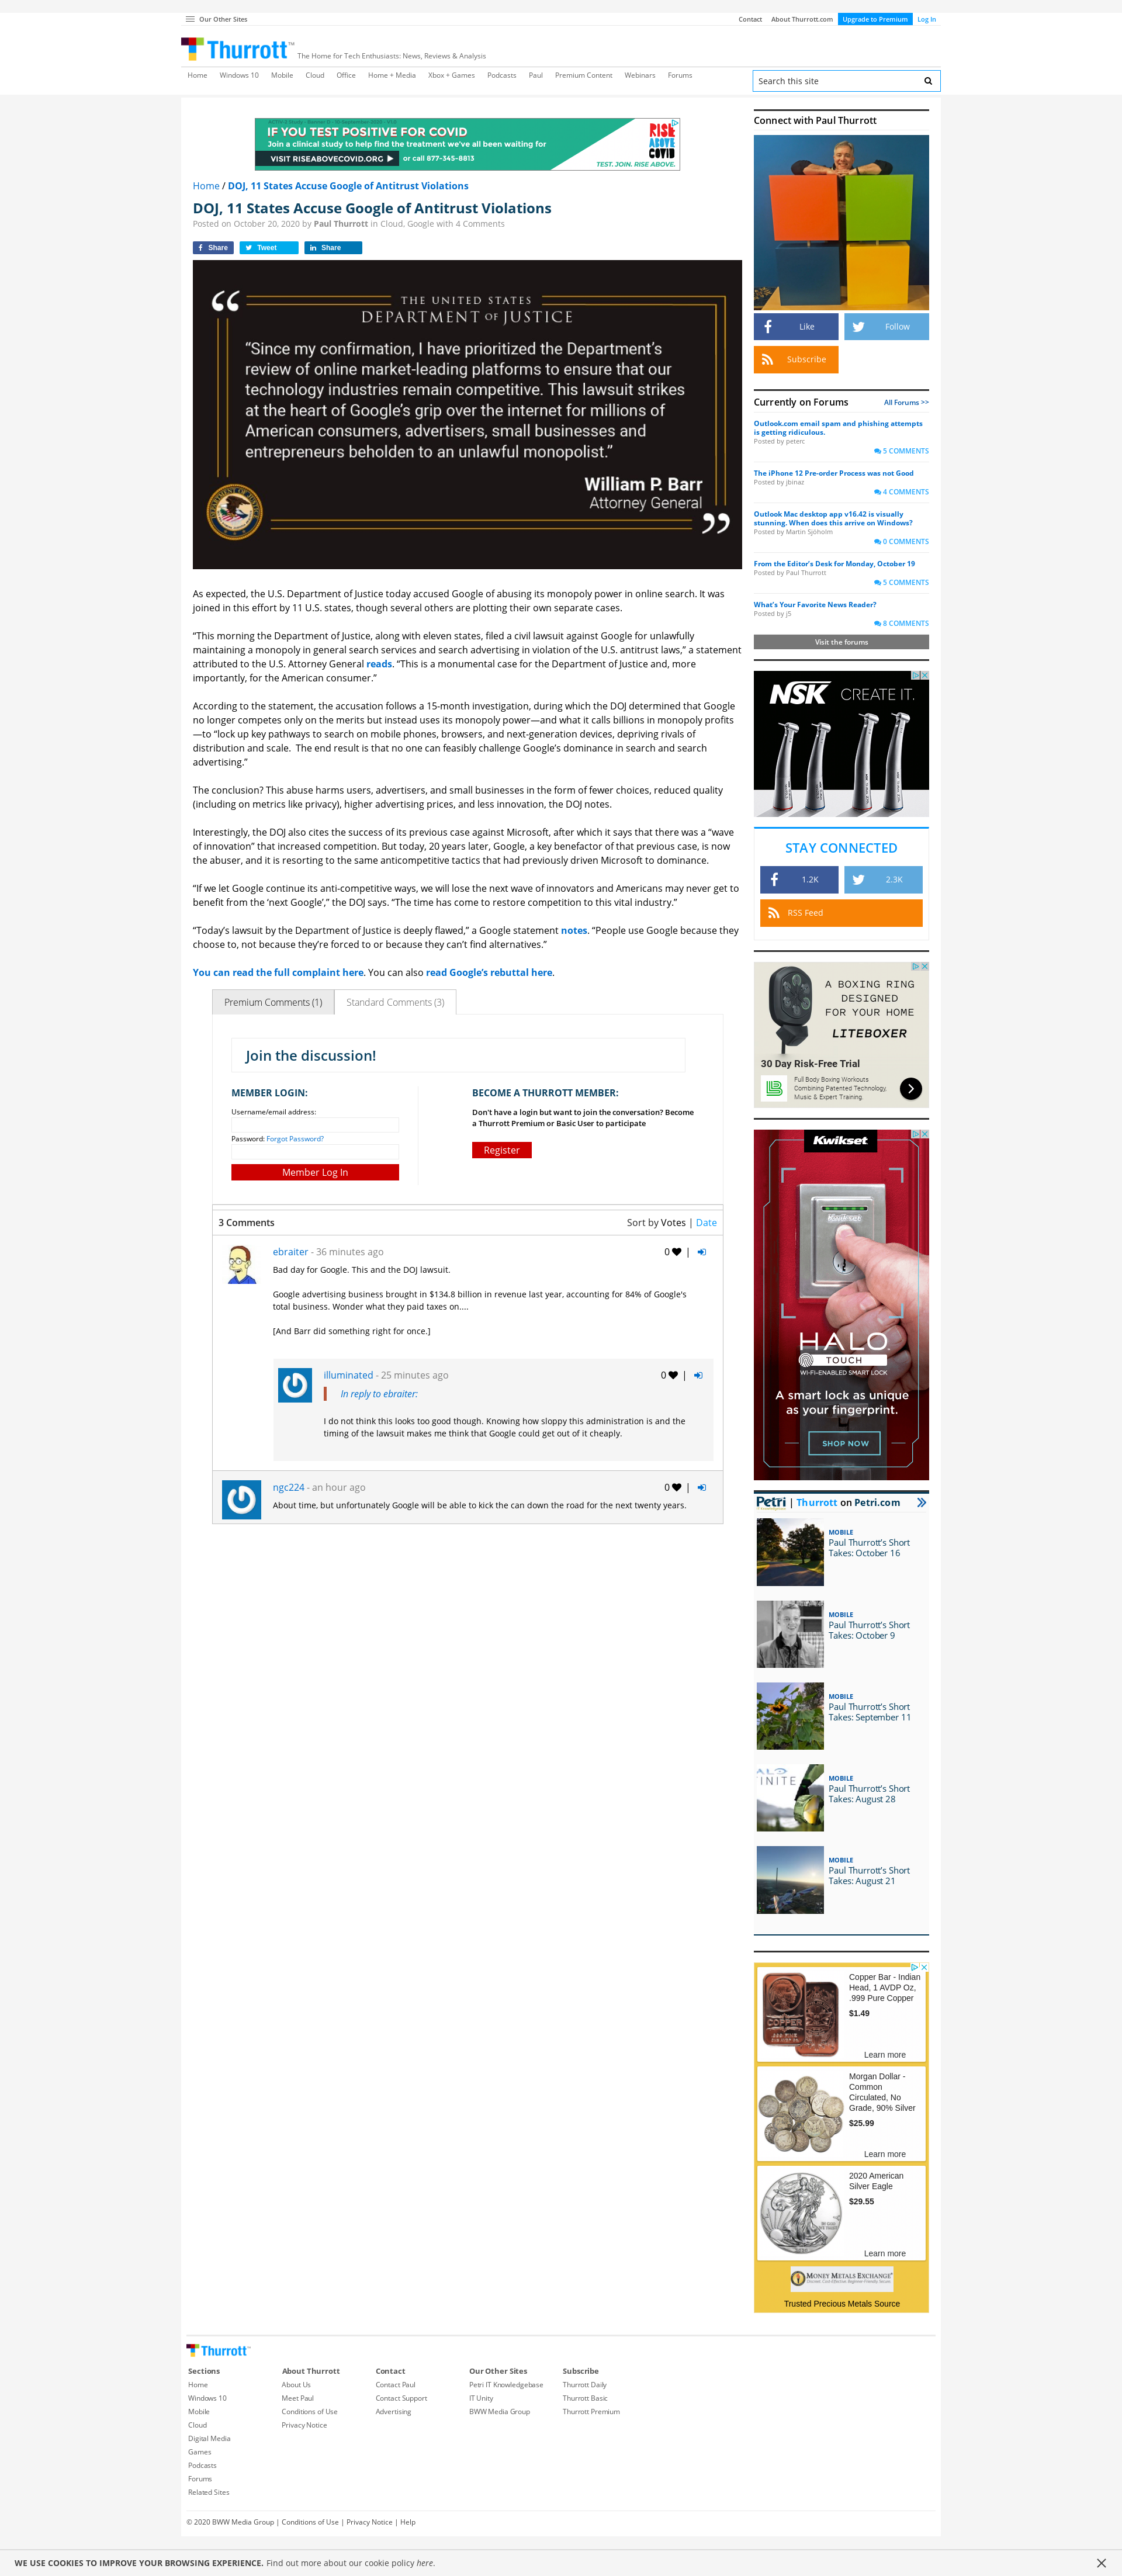 Our Other Sites
Contact
About Thurrott.com
Upgrade to Premium
Log In
Thurrott™
The Home for Tech Enthusiasts: News, Reviews & Analysis
Home
Windows 10
Mobile
Cloud
Office
Home + Media
Xbox + Games
Podcasts
Paul
Premium Content
Webinars
Forums
Search this site
IF YOU TEST POSITIVE FOR COVID
Join a clinical study to help find the treatment we've all been waiting for
VISIT RISEABOVECOVID.ORG
or call 877-345-8813
RISE ABOVE COVID
TEST. JOIN. RISE ABOVE.
Home / DOJ, 11 States Accuse Google of Antitrust Violations
DOJ, 11 States Accuse Google of Antitrust Violations
Posted on October 20, 2020 by Paul Thurrott in Cloud, Google with 4 Comments
Share
Tweet
Share
“
THE UNITED STATES
DEPARTMENT OF JUSTICE
“Since my confirmation, I have prioritized the Department’s
review of online market-leading platforms to ensure that our
technology industries remain competitive. This lawsuit strikes
at the heart of Google’s grip over the internet for millions of
American consumers, advertisers, small businesses and
entrepreneurs beholden to an unlawful monopolist.”
William P. Barr
Attorney General
”
As expected, the U.S. Department of Justice today accused Google of abusing its monopoly power in online search. It was
joined in this effort by 11 U.S. states, though several others are plotting their own separate cases.
“This morning the Department of Justice, along with eleven states, filed a civil lawsuit against Google for unlawfully
maintaining a monopoly in general search services and search advertising in violation of the U.S. antitrust laws,” a statement
attributed to the U.S. Attorney General reads. “This is a monumental case for the Department of Justice and, more
importantly, for the American consumer.”
According to the statement, the accusation follows a 15-month investigation, during which the DOJ determined that Google
no longer competes only on the merits but instead uses its monopoly power—and what it calls billions in monopoly profits
—to “lock up key pathways to search on mobile phones, browsers, and next-generation devices, depriving rivals of
distribution and scale.  The end result is that no one can feasibly challenge Google’s dominance in search and search
advertising.”
The conclusion? This abuse harms users, advertisers, and small businesses in the form of fewer choices, reduced quality
(including on metrics like privacy), higher advertising prices, and less innovation, the DOJ notes.
Interestingly, the DOJ also cites the success of its previous case against Microsoft, after which it says that there was a “wave
of innovation” that increased competition. But today, 20 years later, Google, a key benefactor of that previous case, is now
the abuser, and it is resorting to the same anticompetitive tactics that had previously driven Microsoft to dominance.
“If we let Google continue its anti-competitive ways, we will lose the next wave of innovators and Americans may never get to
benefit from the ‘next Google’,” the DOJ says. “The time has come to restore competition to this vital industry.”
“Today’s lawsuit by the Department of Justice is deeply flawed,” a Google statement notes. “People use Google because they
choose to, not because they’re forced to or because they can’t find alternatives.”
You can read the full complaint here. You can also read Google’s rebuttal here.
Premium Comments (1)
Standard Comments (3)
Join the discussion!
MEMBER LOGIN:
Username/email address:
Password: Forgot Password?
Member Log In
BECOME A THURROTT MEMBER:
Don't have a login but want to join the conversation? Become
a Thurrott Premium or Basic User to participate
Register
3 Comments
Sort by Votes | Date
ebraiter - 36 minutes ago
0 |
Bad day for Google. This and the DOJ lawsuit.
Google advertising business brought in $134.8 billion in revenue last year, accounting for 84% of Google's
total business. Wonder what they paid taxes on....
[And Barr did something right for once.]
illuminated - 25 minutes ago
0 |
In reply to ebraiter:
I do not think this looks too good though. Knowing how sloppy this administration is and the
timing of the lawsuit makes me think that Google could get out of it cheaply.
ngc224 - an hour ago
0 |
About time, but unfortunately Google will be able to kick the can down the road for the next twenty years.
Connect with Paul Thurrott
Like
Follow
Subscribe
Currently on Forums
All Forums >>
Outlook.com email spam and phishing attempts
is getting ridiculous.
Posted by peterc
5 COMMENTS
The iPhone 12 Pre-order Process was not Good
Posted by jbinaz
4 COMMENTS
Outlook Mac desktop app v16.42 is visually
stunning. When does this arrive on Windows?
Posted by Martin Sjöholm
0 COMMENTS
From the Editor’s Desk for Monday, October 19
Posted by Paul Thurrott
5 COMMENTS
What’s Your Favorite News Reader?
Posted by j5
8 COMMENTS
Visit the forums
NSK CREATE IT.
STAY CONNECTED
1.2K
2.3K
RSS Feed
A BOXING RING
DESIGNED
FOR YOUR HOME
LITEBOXER
30 Day Risk-Free Trial
Full Body Boxing Workouts
Combining Patented Technology,
Music & Expert Training.
Kwikset
Kwikset
HALO
TOUCH
WI-FI-ENABLED SMART LOCK
A smart lock as unique
as your fingerprint.
SHOP NOW
Petri | Thurrott on Petri.com
MOBILE
Paul Thurrott’s Short
Takes: October 16
MOBILE
Paul Thurrott’s Short
Takes: October 9
MOBILE
Paul Thurrott’s Short
Takes: September 11
MOBILE
Paul Thurrott’s Short
Takes: August 28
MOBILE
Paul Thurrott’s Short
Takes: August 21
Copper Bar - Indian
Head, 1 AVDP Oz,
.999 Pure Copper
$1.49
Learn more
Morgan Dollar -
Common
Circulated, No
Grade, 90% Silver
$25.99
Learn more
2020 American
Silver Eagle
$29.55
Learn more
MONEY METALS EXCHANGE
Trusted Precious Metals Source
Thurrott
Sections
Home
Windows 10
Mobile
Cloud
Digital Media
Games
Podcasts
Forums
Related Sites
About Thurrott
About Us
Meet Paul
Conditions of Use
Privacy Notice
Contact
Contact Paul
Contact Support
Advertising
Our Other Sites
Petri IT Knowledgebase
IT Unity
BWW Media Group
Subscribe
Thurrott Daily
Thurrott Basic
Thurrott Premium
© 2020 BWW Media Group | Conditions of Use | Privacy Notice | Help
WE USE COOKIES TO IMPROVE YOUR BROWSING EXPERIENCE. Find out more about our cookie policy here.